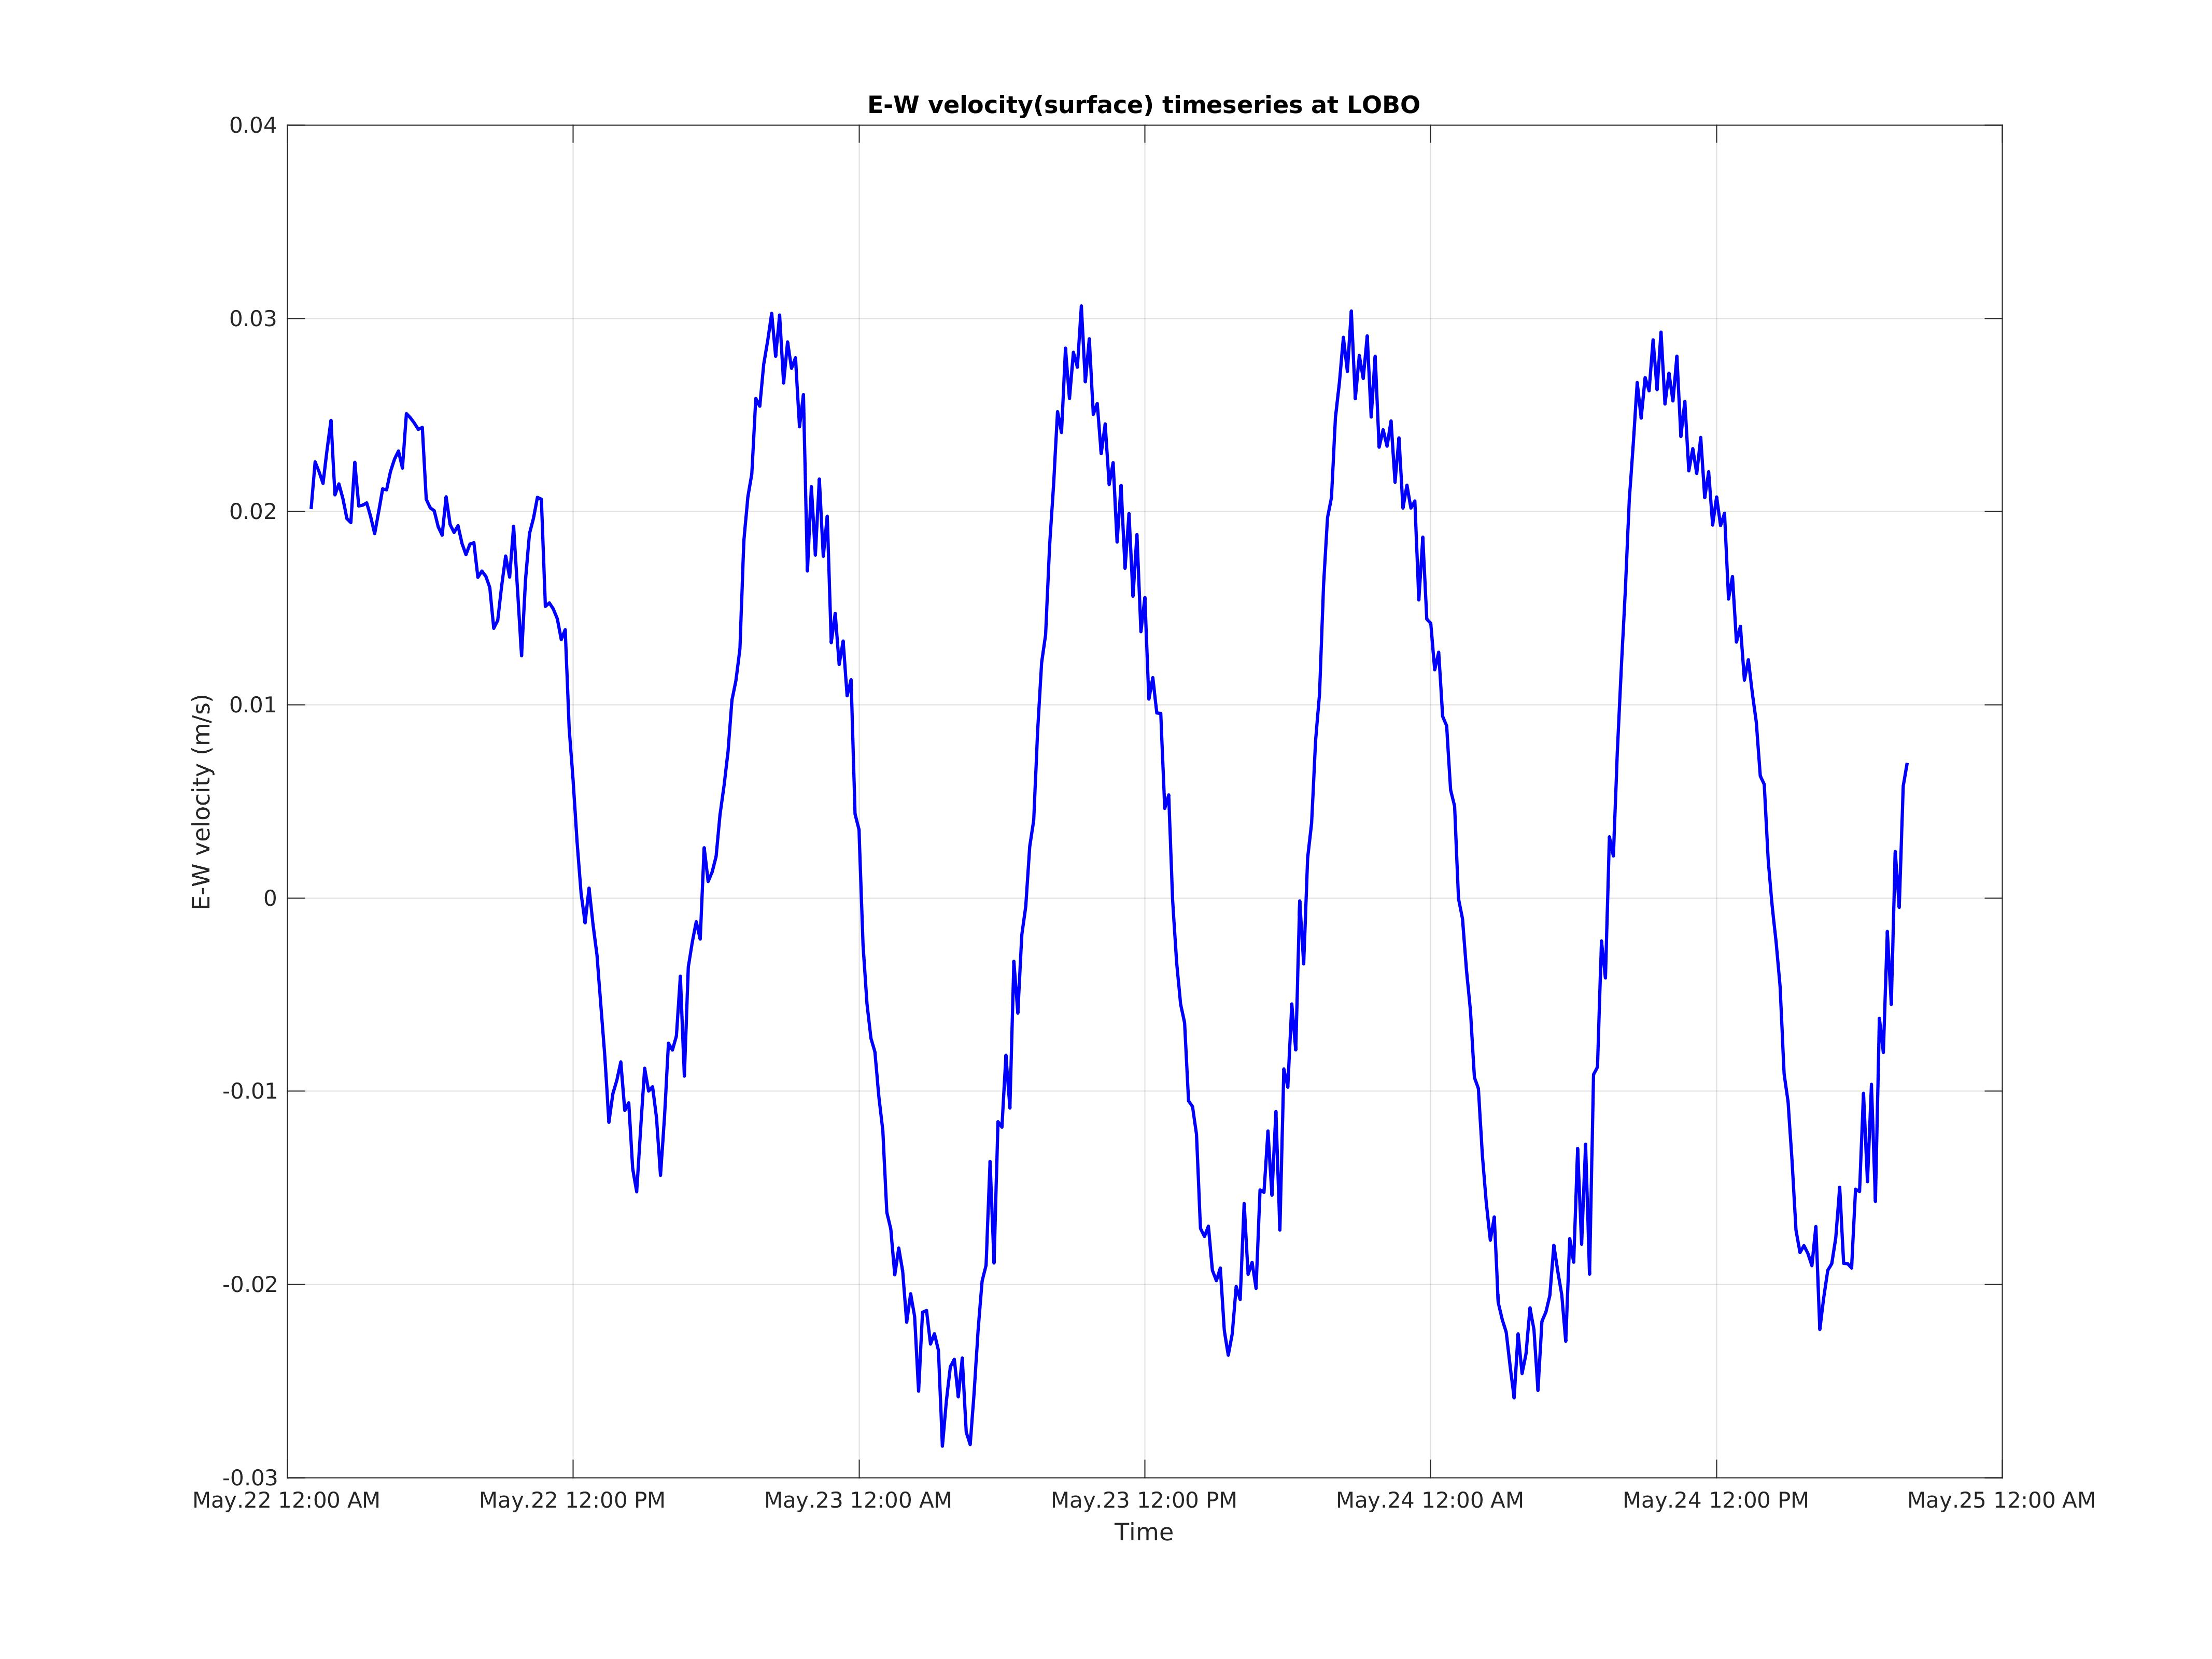 E-W velocity(surface) timeseries at LOBO
0.04
0.03
0.02
0.01
0
-0.01
-0.02
-0.03
E-W velocity (m/s)
May.22 12:00 AM May.22 12:00 PM May.23 12:00 AM May.23 12:00 PM May.24 12:00 AM May.24 12:00 PM May.25 12:00 AM
Time